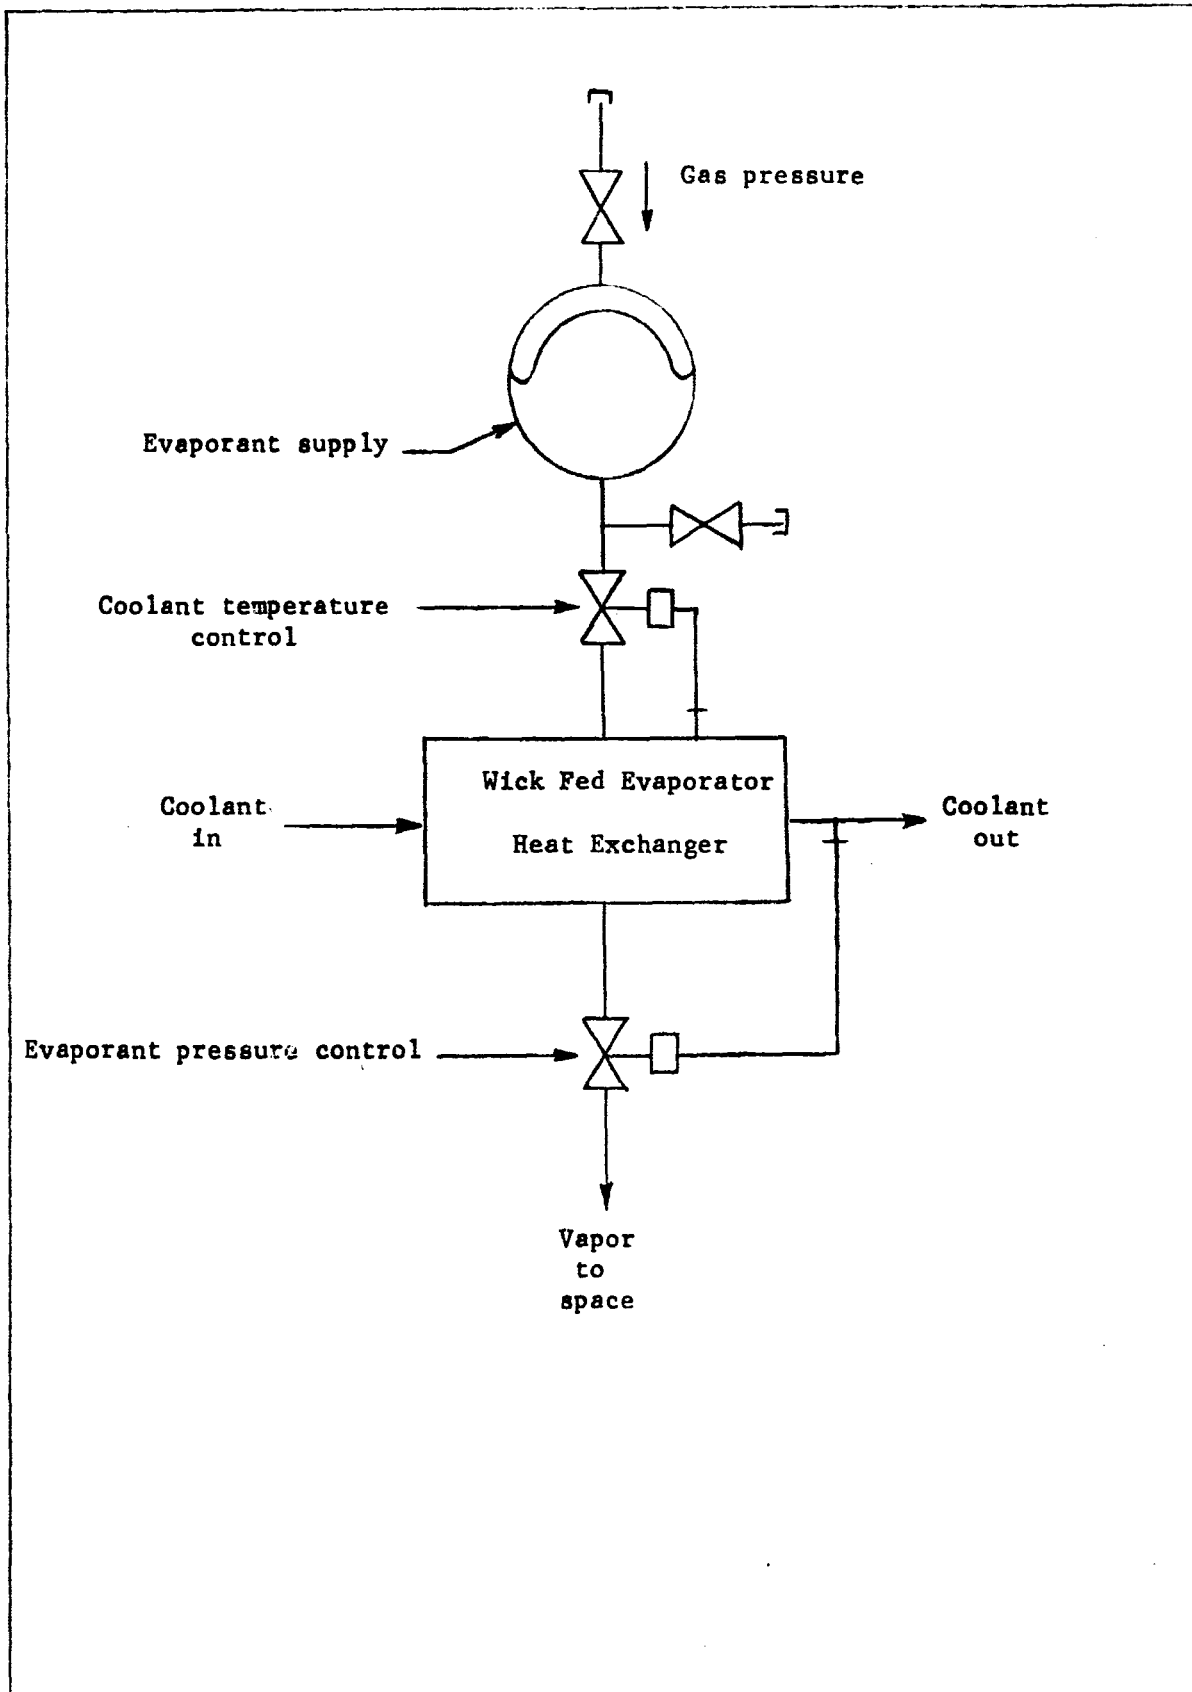 Gas pressure
Evaporant supply
Coolant temperature
control
Wick Fed Evaporator
Heat Exchanger
Coolant
in
Coolant
out
Evaporant pressure control
Vapor
to
space